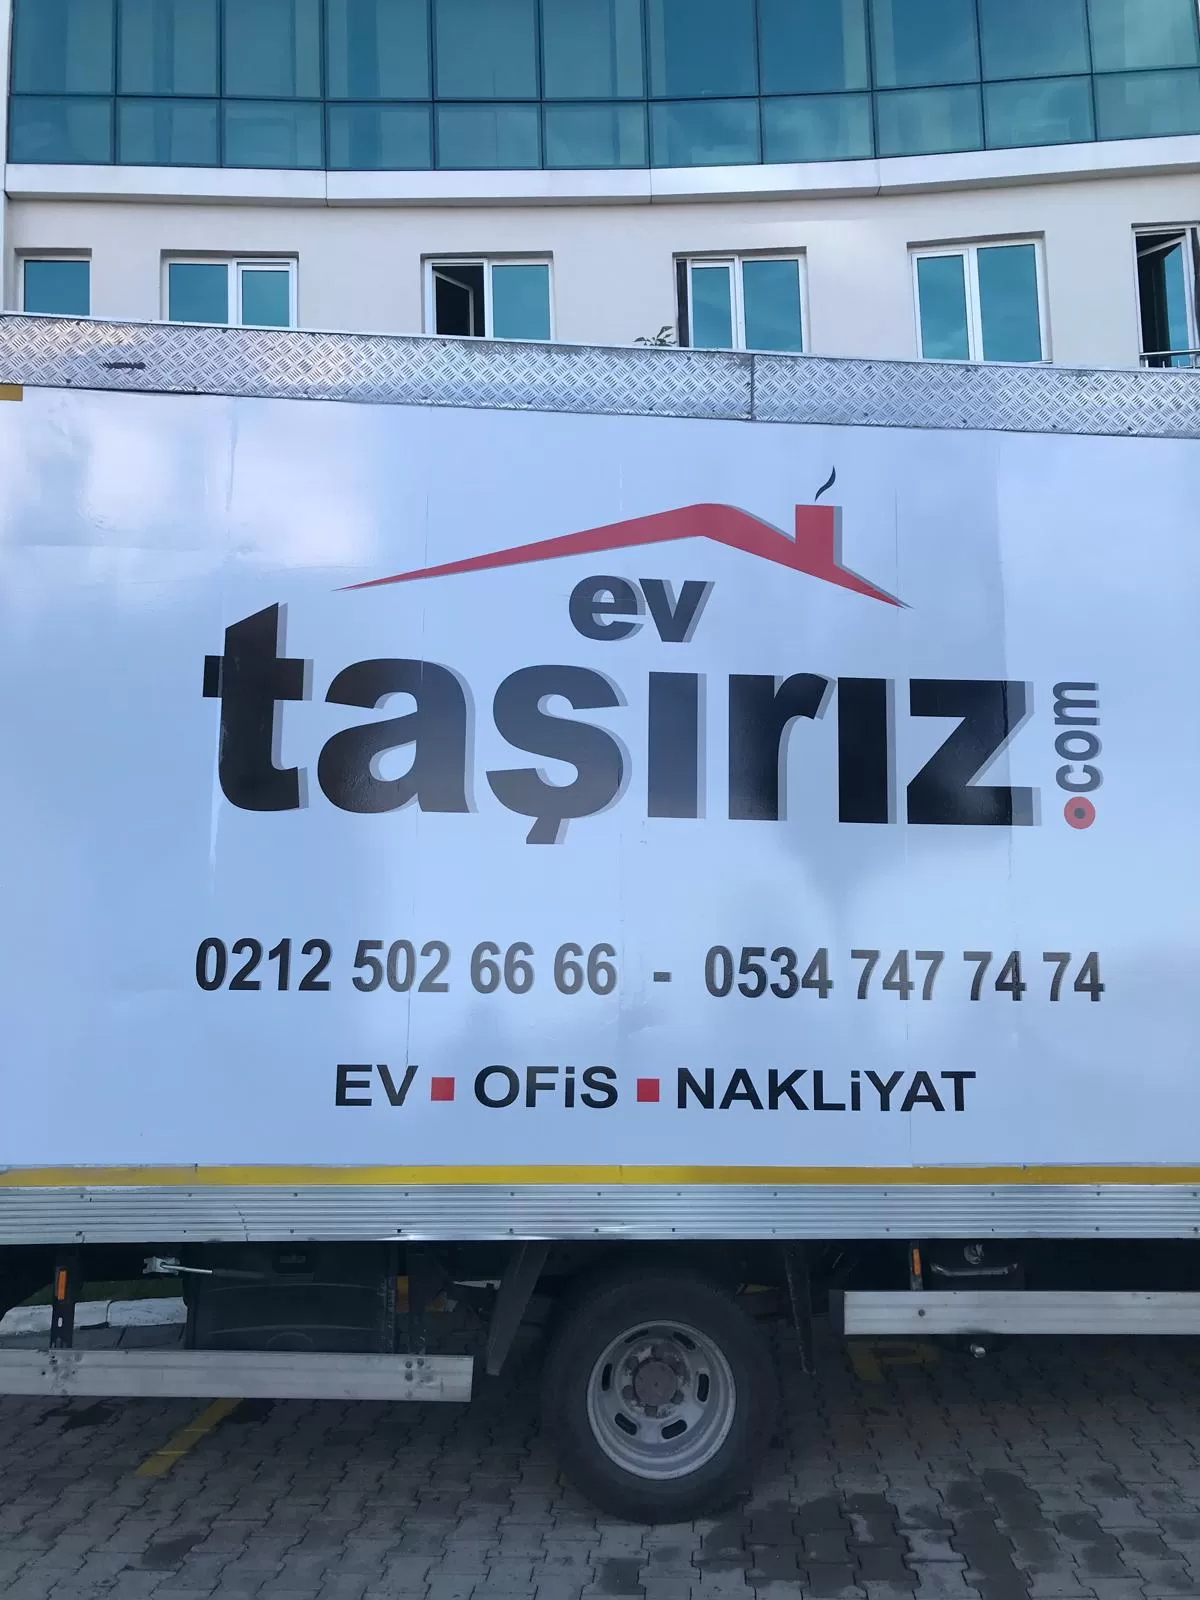 ev
taşırız
.com
0212 502 66 66 - 0534 747 74 74
EV ▪ OFiS ▪ NAKLiYAT